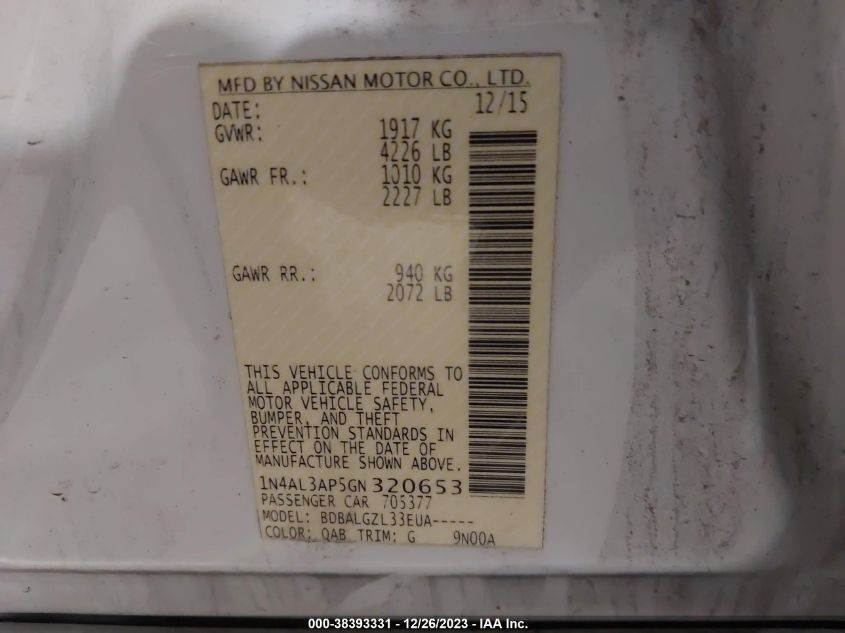 MFD BY NISSAN MOTOR CO., LTD.
DATE: 12/15
GVWR: 1917 KG
4226 LB
GAWR FR.: 1010 KG
2227 LB
GAWR RR.: 940 KG
2072 LB
THIS VEHICLE CONFORMS TO
ALL APPLICABLE FEDERAL
MOTOR VEHICLE SAFETY,
BUMPER, AND THEFT
PREVENTION STANDARDS IN
EFFECT ON THE DATE OF
MANUFACTURE SHOWN ABOVE.
1N4AL3AP5GN 320653
PASSENGER CAR 705377
MODEL: BDBALGZL33EUA-----
COLOR: QAB TRIM: G 9N00A
000-38393331 - 12/26/2023 - IAA Inc.